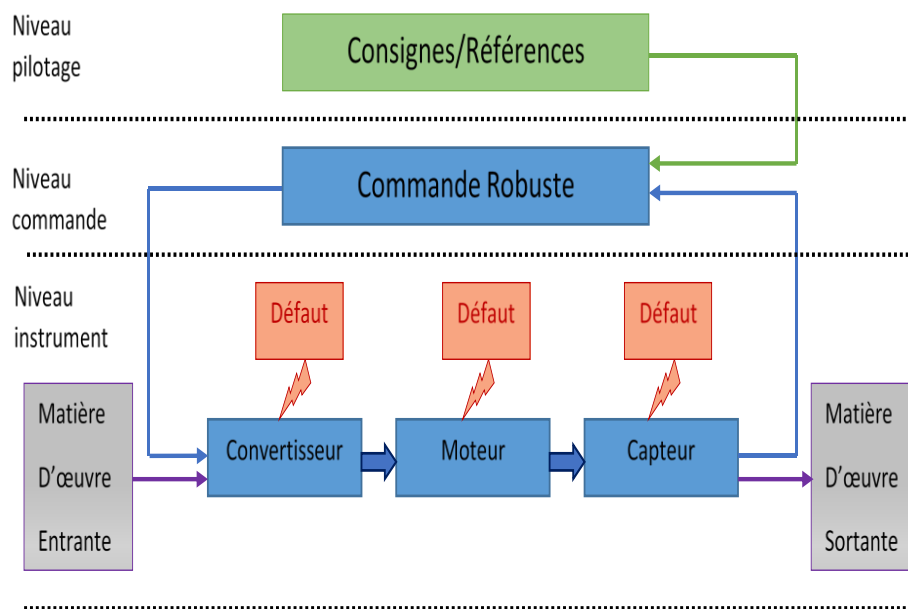 Niveau
pilotage
Consignes/Références
Niveau
commande
Commande Robuste
Niveau
instrument
Défaut
Défaut
Défaut
Matière
D'œuvre
Entrante
Convertisseur
Moteur
Capteur
Matière
D'œuvre
Sortante